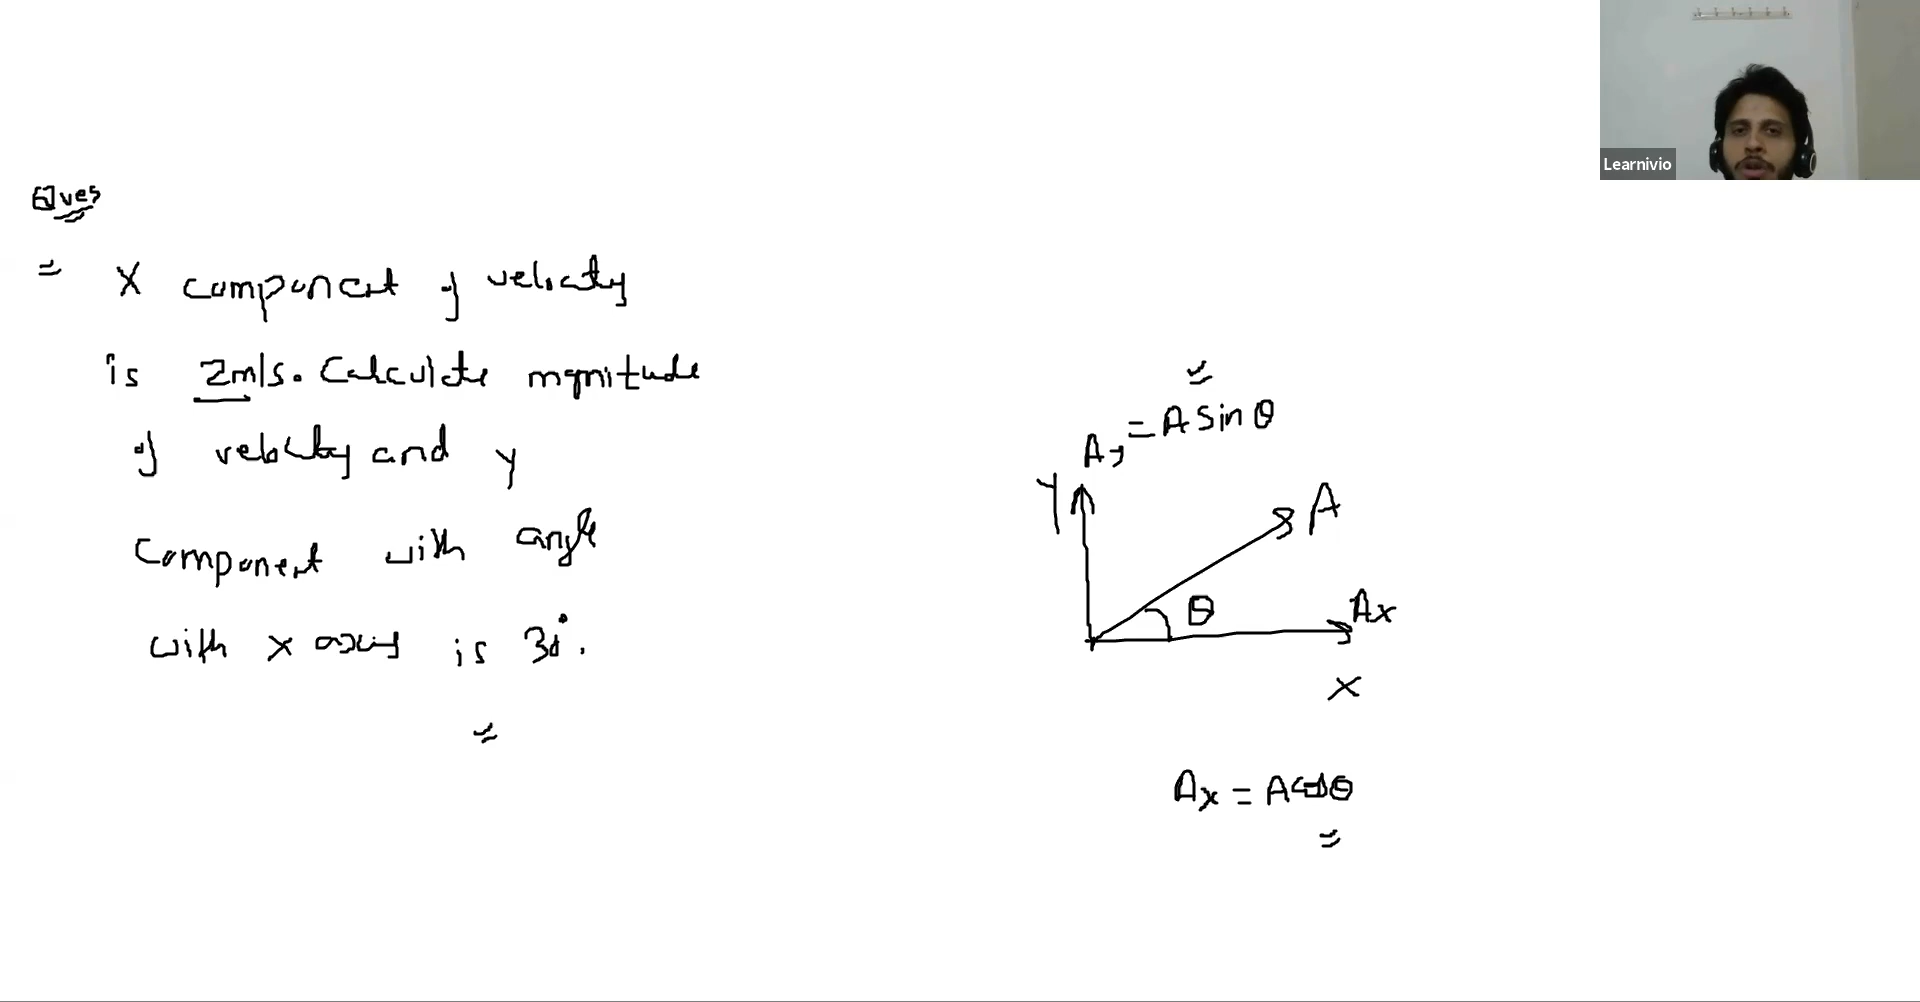 Learnivio
Ques
= X component of velocity
is 2m/s. Calculate magnitude
of velocity and y
component with angle
with x axis is 30°.
Ay = A Sin θ
Y
A
θ
Ax
X
Ax = A cos θ